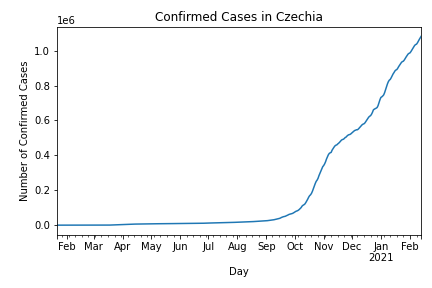 Confirmed Cases in Czechia
1e6
1.0
0.8
0.6
0.4
0.2
0.0
Number of Confirmed Cases
Feb Mar Apr May Jun Jul Aug Sep Oct Nov Dec Jan Feb
2021
Day